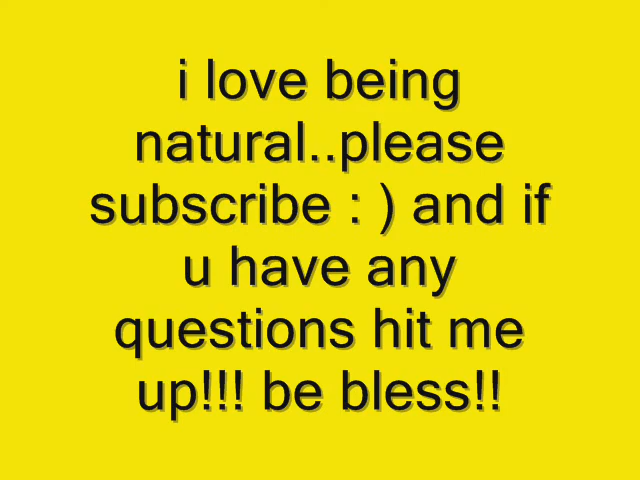 i love being
natural..please
subscribe : ) and if
u have any
questions hit me
up!!! be bless!!